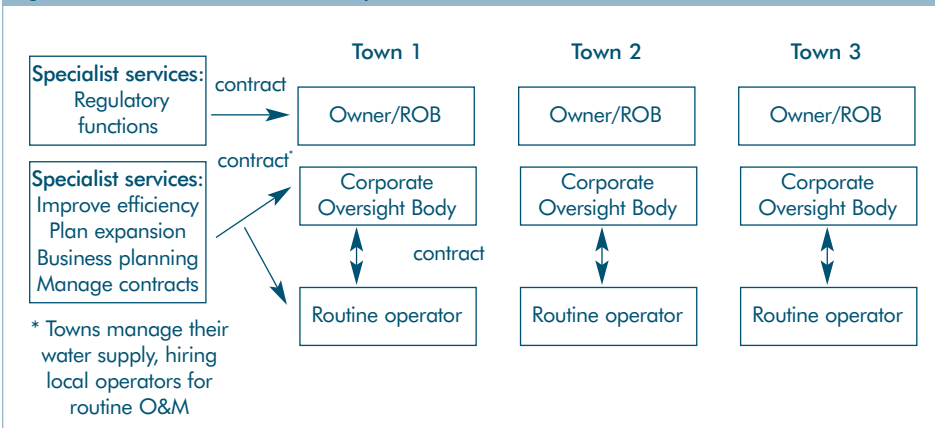 Town 1
Town 2
Town 3
Specialist services:
Regulatory
functions
contract
Owner/ROB
Owner/ROB
Owner/ROB
contract*
Specialist services:
Improve efficiency
Plan expansion
Business planning
Manage contracts
Corporate
Oversight Body
Corporate
Oversight Body
Corporate
Oversight Body
contract
Routine operator
Routine operator
Routine operator
* Towns manage their
water supply, hiring
local operators for
routine O&M